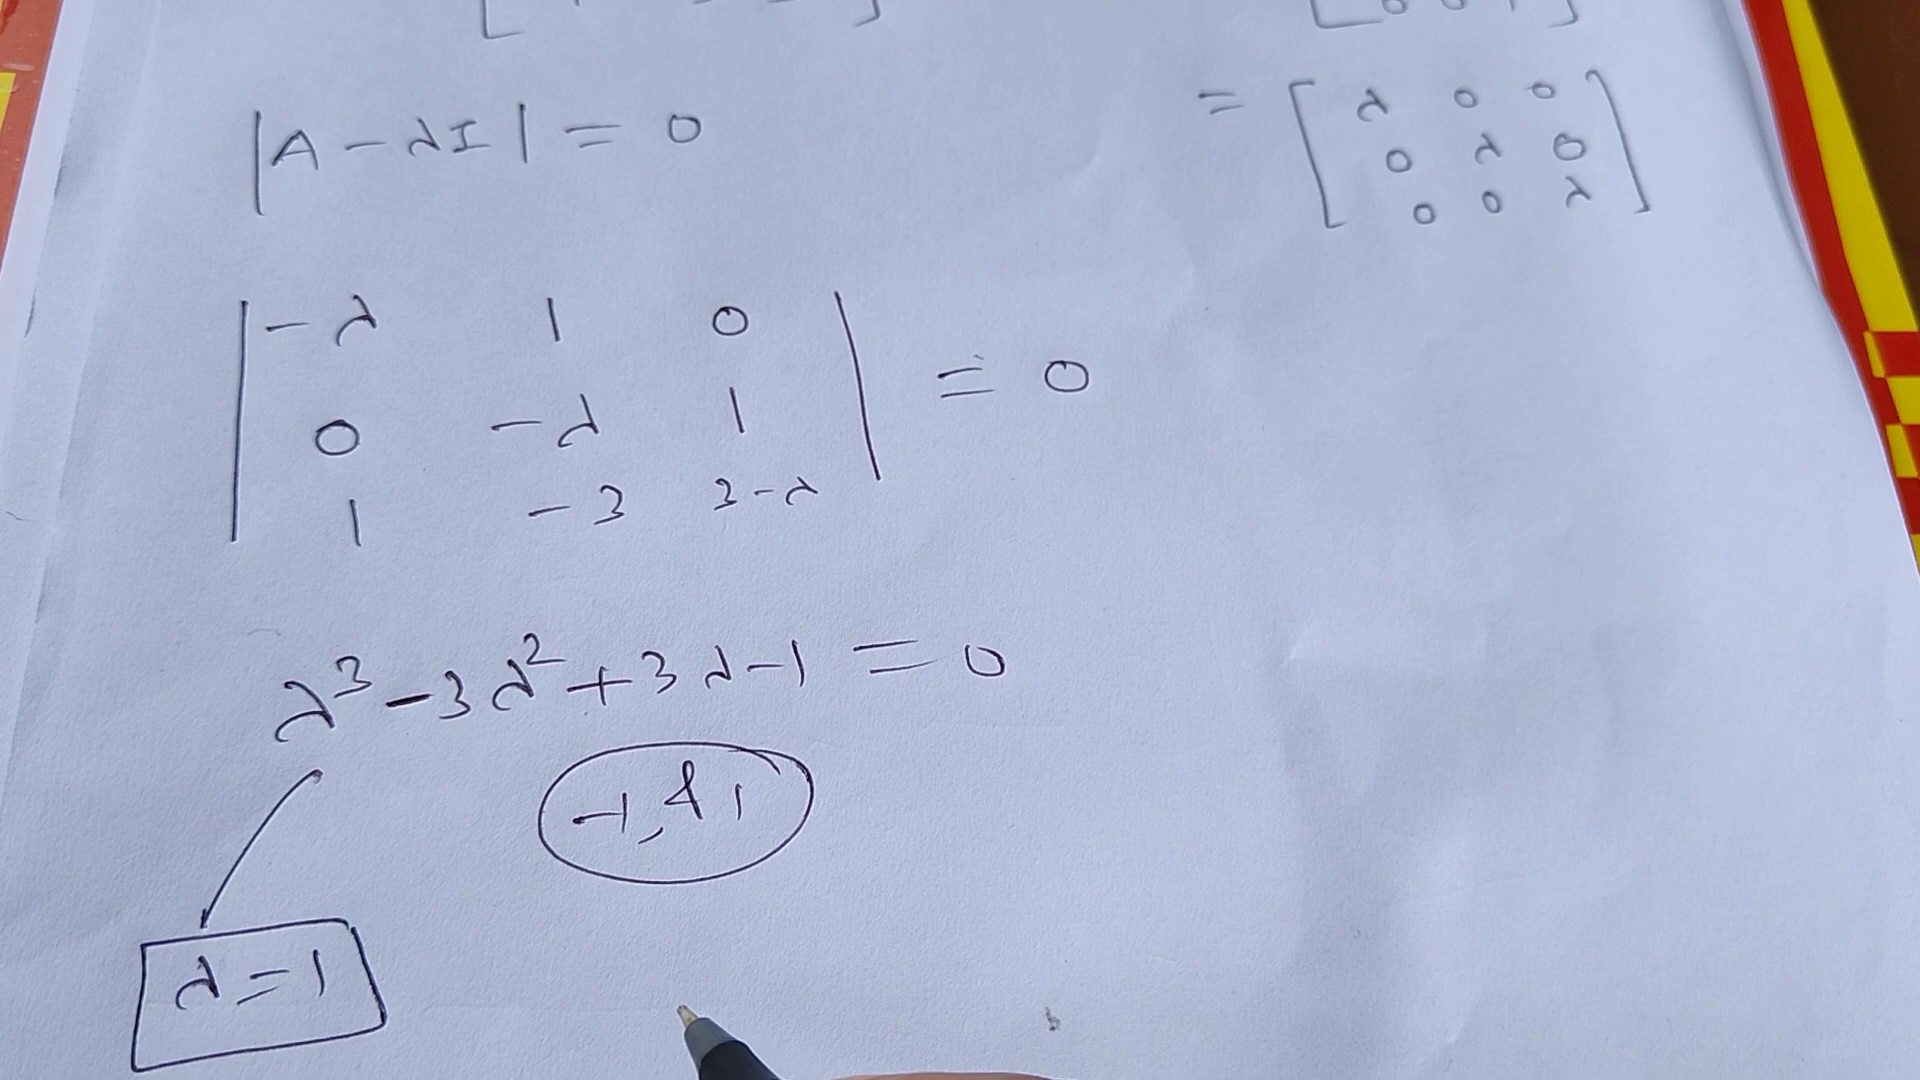 |A - λI| = 0
= [ λ 0 0
0 λ 0
0 0 λ ]
| -λ 1 0 |
| 0 -λ 1 | = 0
| 1 -3 3-λ |
λ³ - 3λ² + 3λ - 1 = 0
-1, & 1
λ = 1